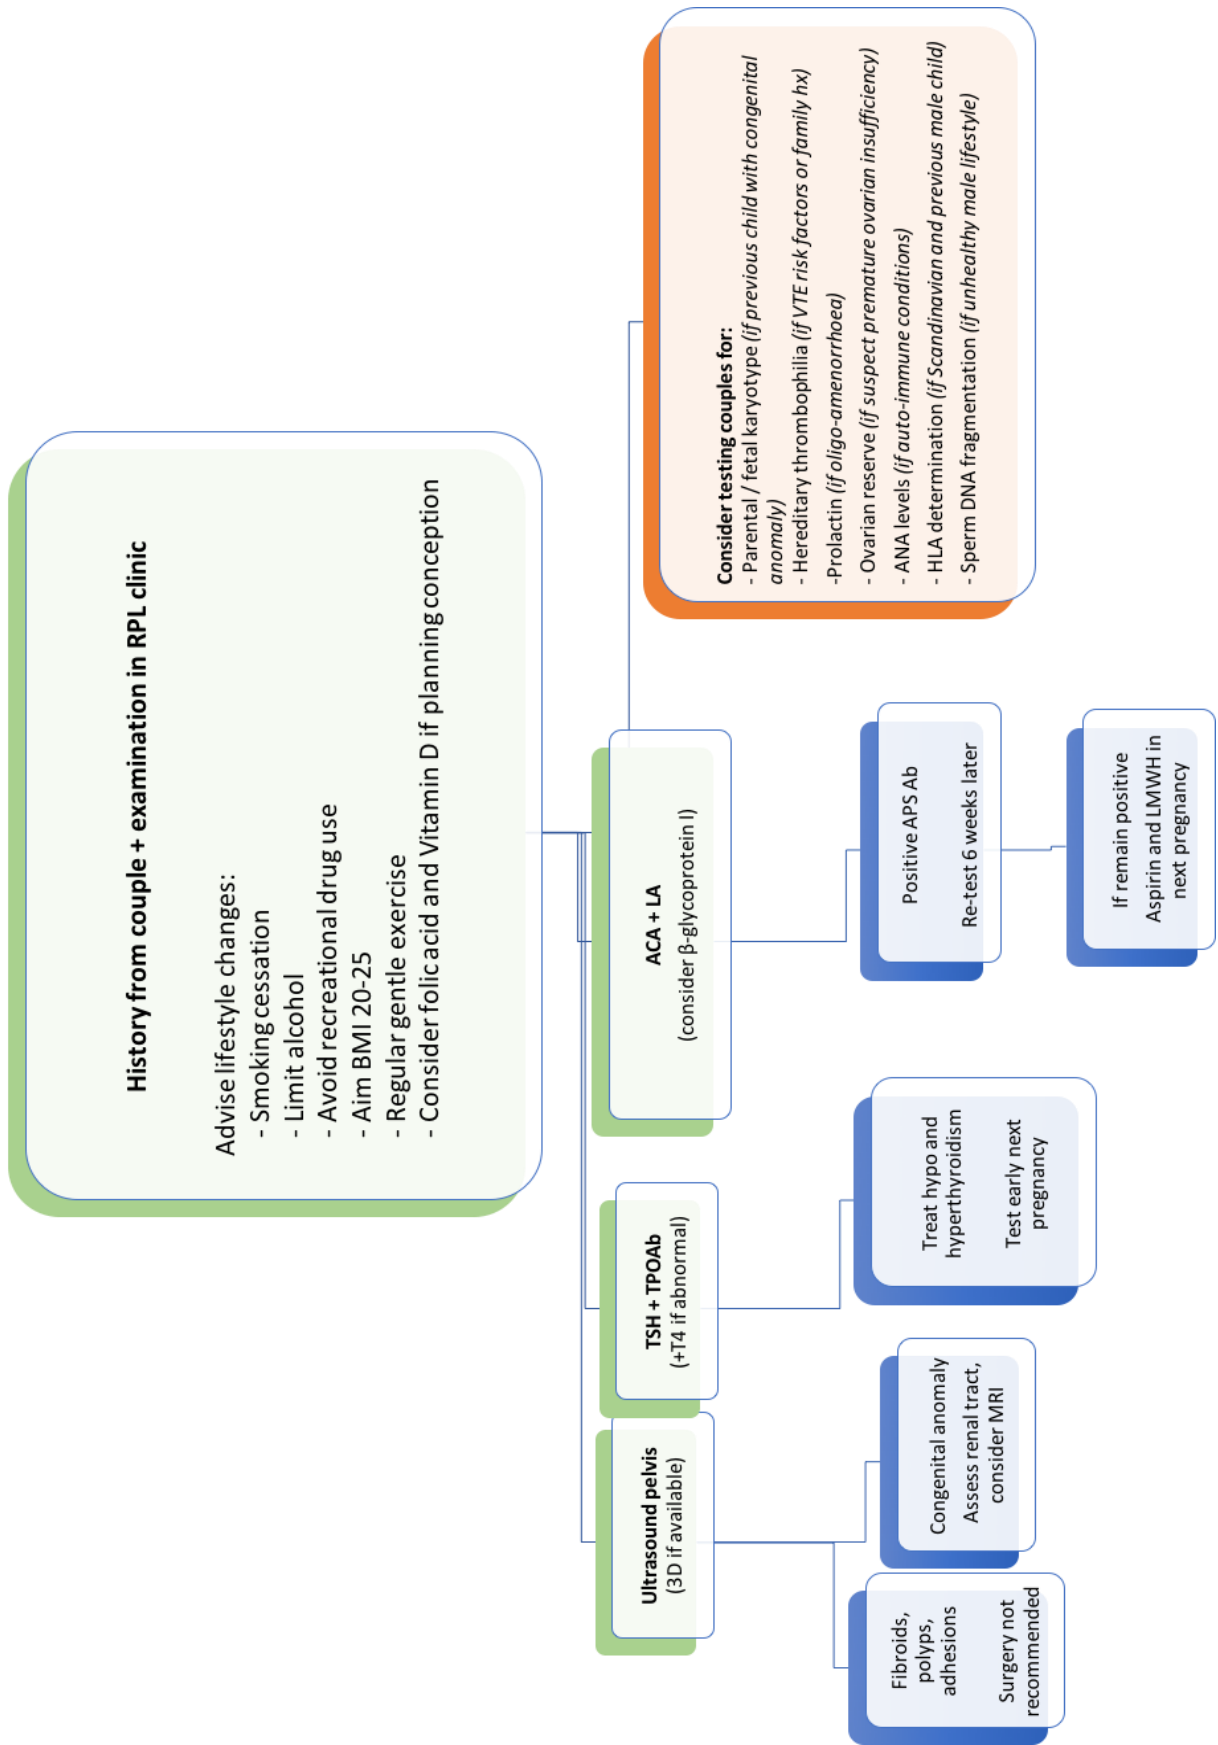 History from couple + examination in RPL clinic
Advise lifestyle changes:
- Smoking cessation
- Limit alcohol
- Avoid recreational drug use
- Aim BMI 20-25
- Regular gentle exercise
- Consider folic acid and Vitamin D if planning conception
Ultrasound pelvis
(3D if available)
TSH + TPOAb
(+T4 if abnormal)
ACA + LA
(consider β-glycoprotein I)
Consider testing couples for:
- Parental / fetal karyotype (if previous child with congenital
anomaly)
- Hereditary thrombophilia (if VTE risk factors or family hx)
-Prolactin (if oligo-amenorrhoea)
- Ovarian reserve (if suspect premature ovarian insufficiency)
- ANA levels (if auto-immune conditions)
- HLA determination (if Scandinavian and previous male child)
- Sperm DNA fragmentation (if unhealthy male lifestyle)
Fibroids,
polyps,
adhesions
Surgery not
recommended
Congenital anomaly
Assess renal tract,
consider MRI
Treat hypo and
hyperthyroidism
Test early next
pregnancy
Positive APS Ab
Re-test 6 weeks later
If remain positive
Aspirin and LMWH in
next pregnancy